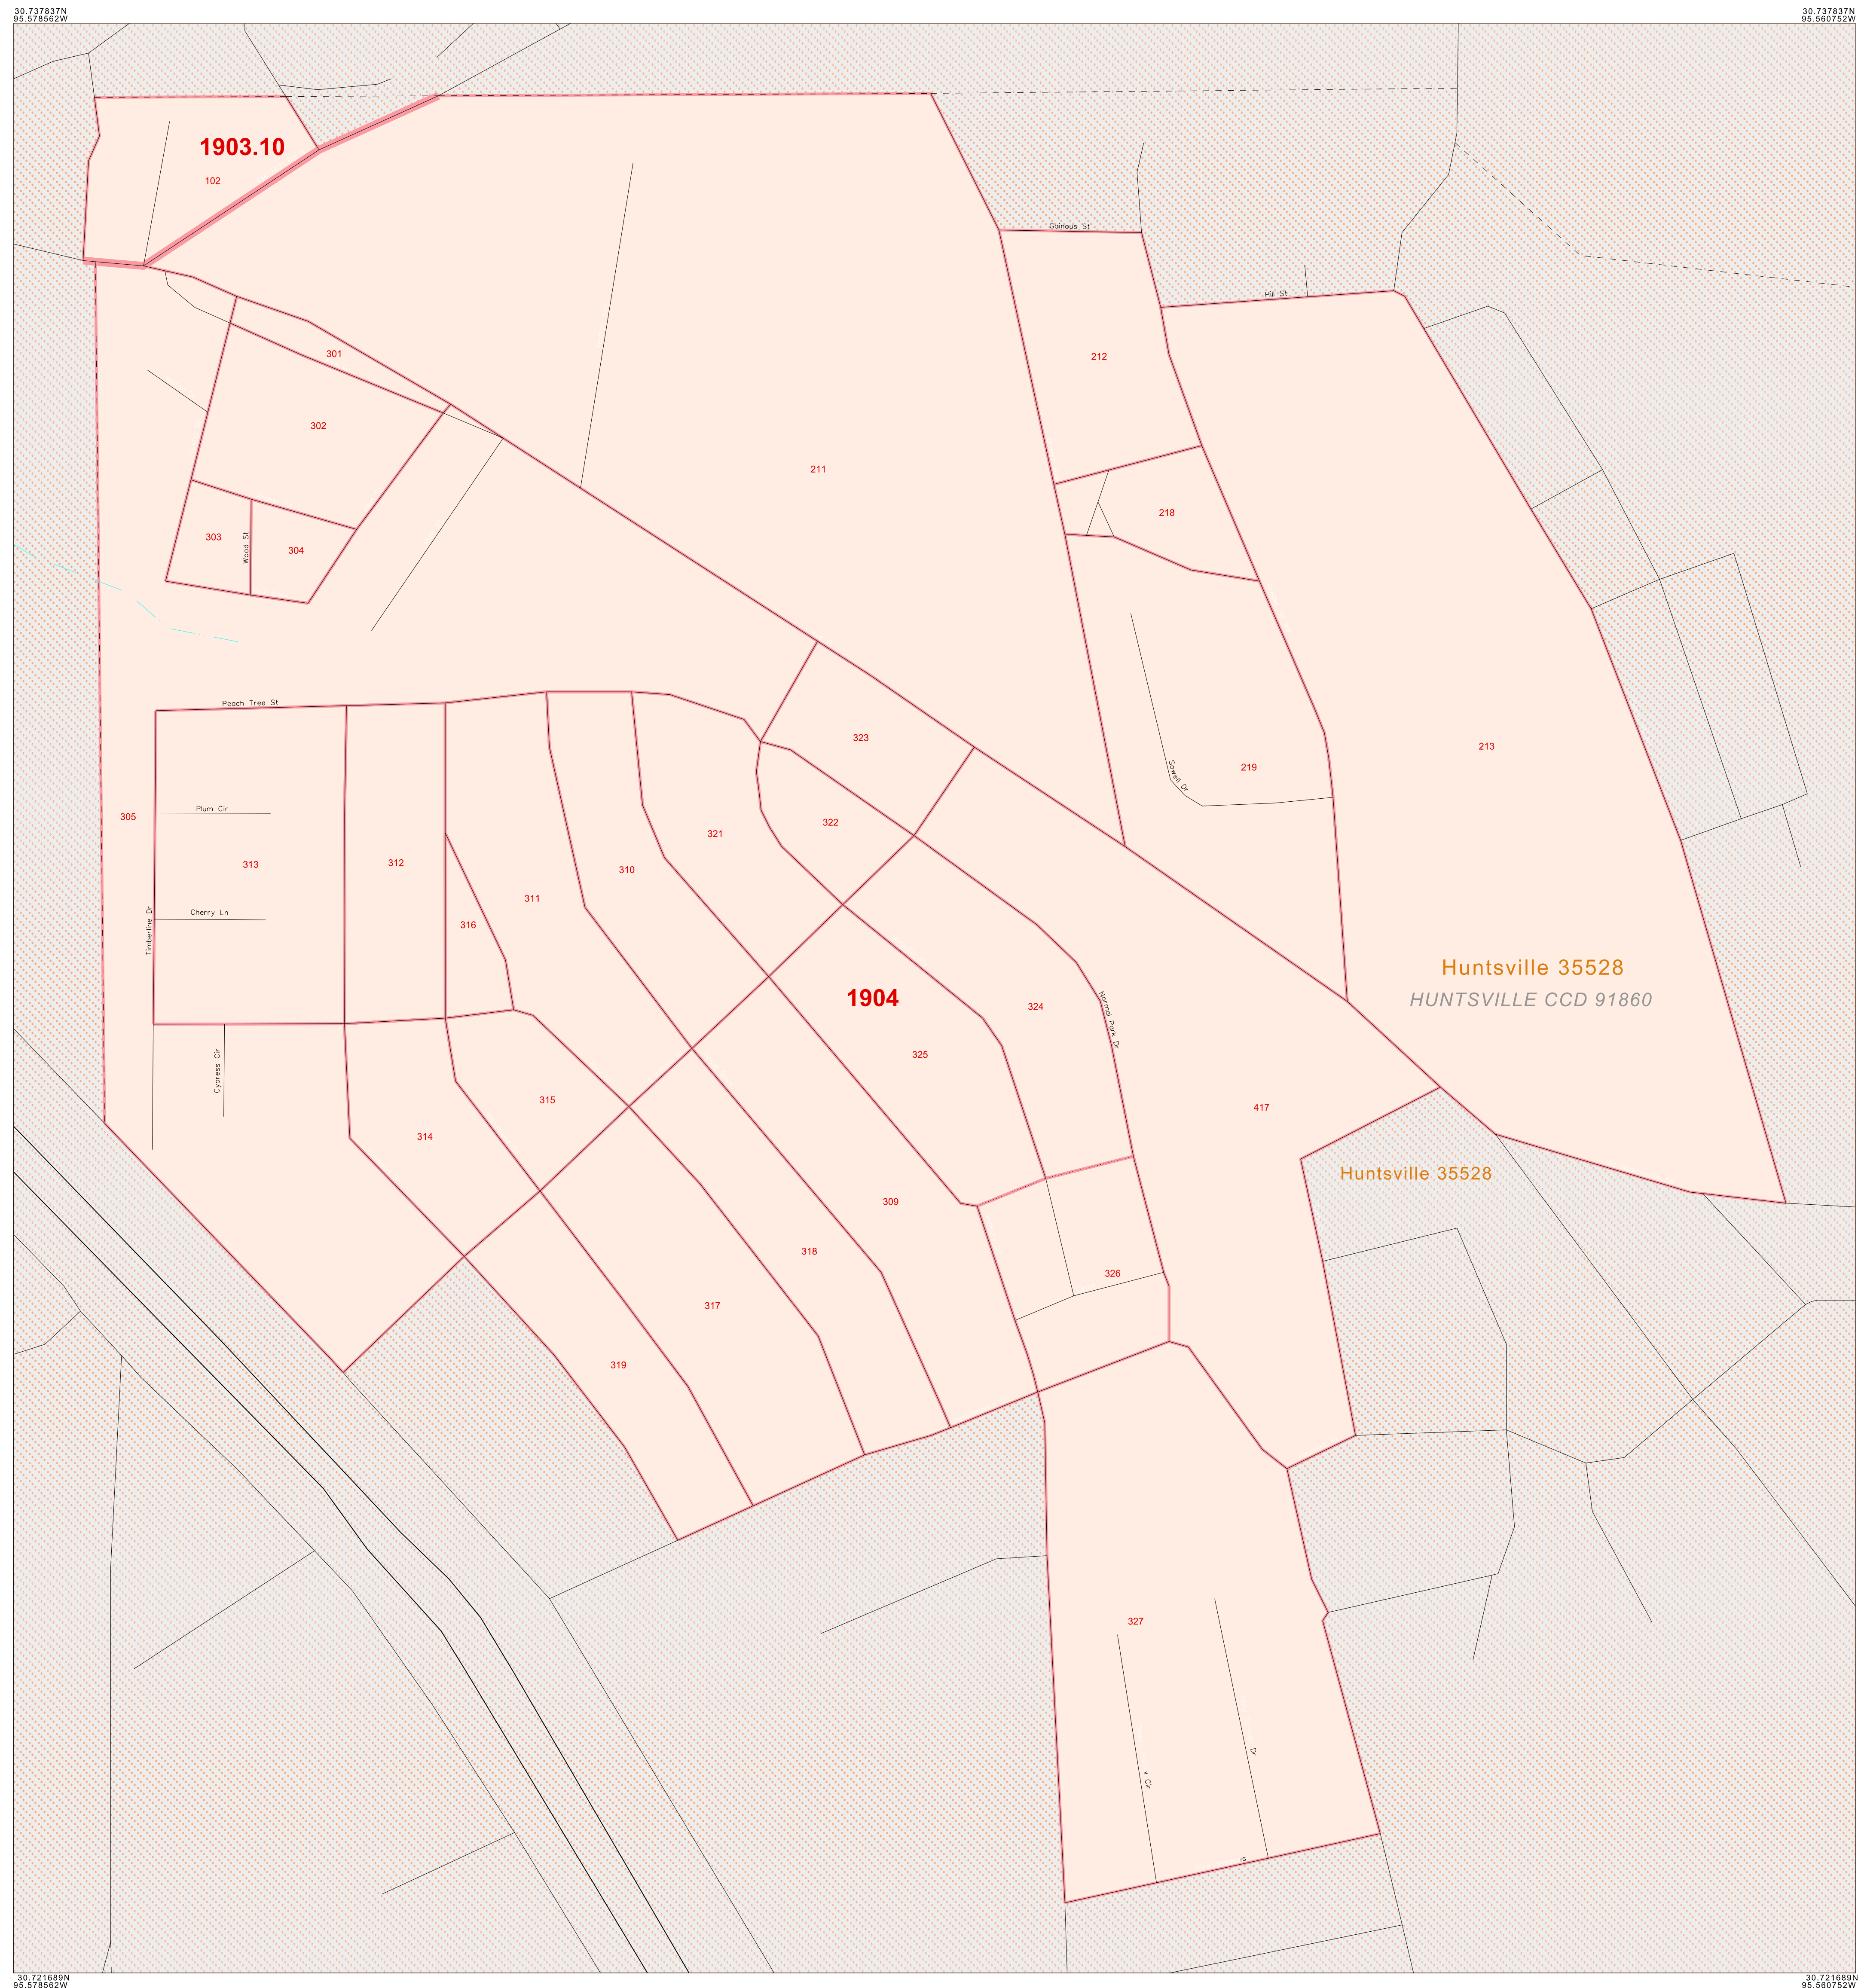 30.737837N
95.578562W
30.737837N
95.560752W
1903.10
102
Gainous St
Hill St
301
212
302
211
218
303
Wood St
304
Peach Tree St
323
213
Sowell Dr
219
305
Plum Cir
322
321
313
312
310
311
Cherry Ln
316
Timberline Dr
Huntsville 35528
1904
HUNTSVILLE CCD 91860
324
Normal Park Dr
325
Cypress Cir
315
417
314
Huntsville 35528
309
318
326
317
319
327
Dr
v Cir
rs
30.721689N
95.578562W
30.721689N
95.560752W